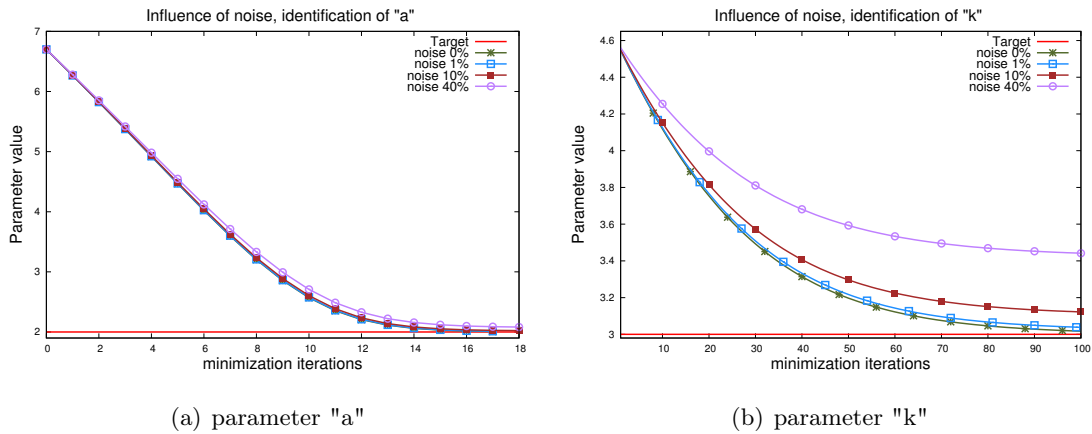 Influence of noise, identification of "a"
Target
noise 0%
noise 1%
noise 10%
noise 40%
Parameter value
7
6
5
4
3
2
0 2 4 6 8 10 12 14 16 18
minimization iterations
(a) parameter "a"
Influence of noise, identification of "k"
Target
noise 0%
noise 1%
noise 10%
noise 40%
Parameter value
4.6
4.4
4.2
4
3.8
3.6
3.4
3.2
3
10 20 30 40 50 60 70 80 90 100
minimization iterations
(b) parameter "k"